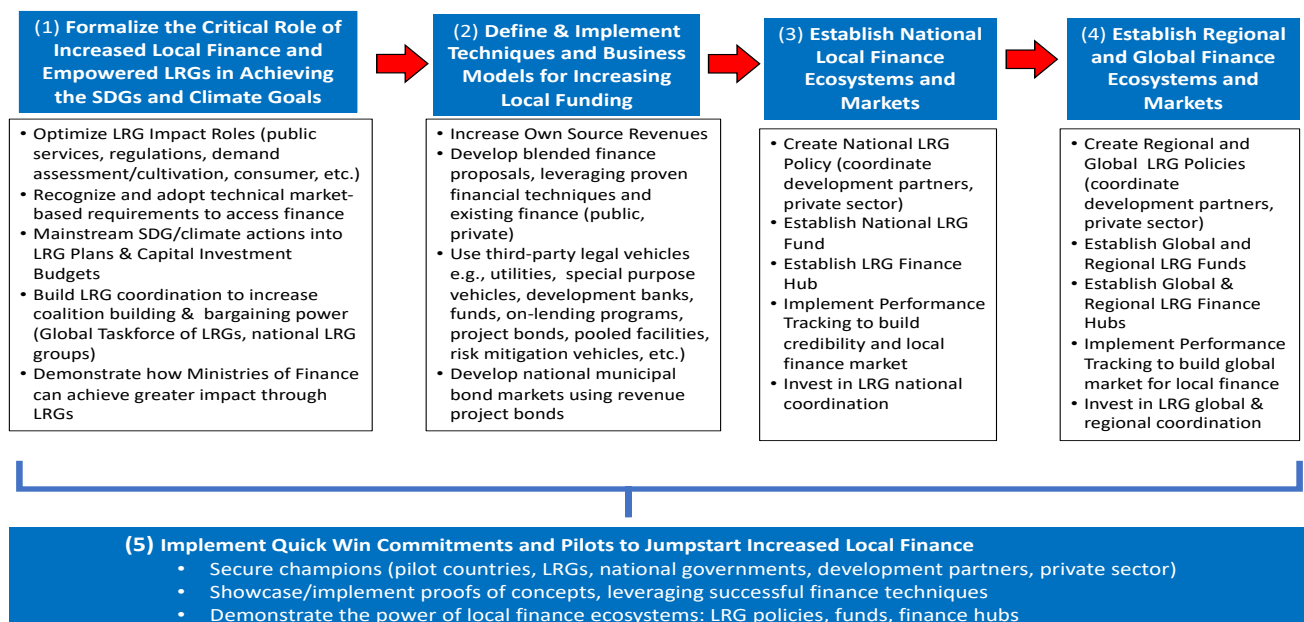 (1) Formalize the Critical Role of
Increased Local Finance and
Empowered LRGs in Achieving
the SDGs and Climate Goals
• Optimize LRG Impact Roles (public
services, regulations, demand
assessment/cultivation, consumer, etc.)
• Recognize and adopt technical market-
based requirements to access finance
• Mainstream SDG/climate actions into
LRG Plans & Capital Investment
Budgets
• Build LRG coordination to increase
coalition building & bargaining power
(Global Taskforce of LRGs, national LRG
groups)
• Demonstrate how Ministries of Finance
can achieve greater impact through
LRGs
(2) Define & Implement
Techniques and Business
Models for Increasing
Local Funding
• Increase Own Source Revenues
• Develop blended finance
proposals, leveraging proven
financial techniques and
existing finance (public,
private)
• Use third-party legal vehicles
e.g., utilities, special purpose
vehicles, development banks,
funds, on-lending programs,
project bonds, pooled facilities,
risk mitigation vehicles, etc.)
• Develop national municipal
bond markets using revenue
project bonds
(3) Establish National
Local Finance
Ecosystems and
Markets
• Create National LRG
Policy (coordinate
development partners,
private sector)
• Establish National LRG
Fund
• Establish LRG Finance
Hub
• Implement Performance
Tracking to build
credibility and local
finance market
• Invest in LRG national
coordination
(4) Establish Regional
and Global Finance
Ecosystems and
Markets
• Create Regional and
Global LRG Policies
(coordinate
development partners,
private sector)
• Establish Global and
Regional LRG Funds
• Establish Global &
Regional LRG Finance
Hubs
• Implement Performance
Tracking to build global
market for local finance
• Invest in LRG global &
regional coordination
(5) Implement Quick Win Commitments and Pilots to Jumpstart Increased Local Finance
• Secure champions (pilot countries, LRGs, national governments, development partners, private sector)
• Showcase/implement proofs of concepts, leveraging successful finance techniques
• Demonstrate the power of local finance ecosystems: LRG policies, funds, finance hubs